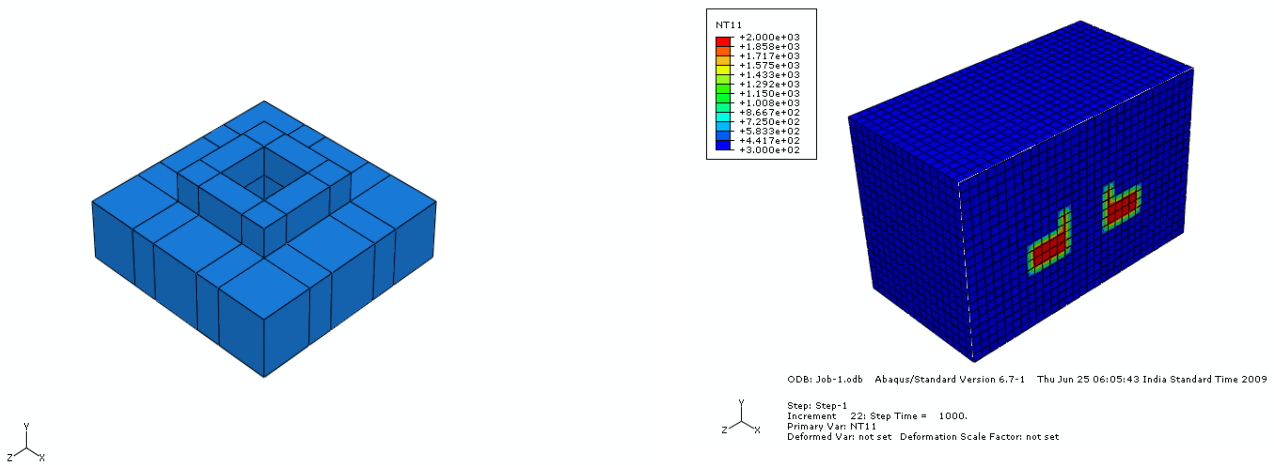 NT11
+2.000e+03
+1.858e+03
+1.717e+03
+1.575e+03
+1.433e+03
+1.292e+03
+1.150e+03
+1.008e+03
+8.667e+02
+7.250e+02
+5.833e+02
+4.417e+02
+3.000e+02
ODB: Job-1.odb Abaqus/Standard Version 6.7-1 Thu Jun 25 06:05:43 India Standard Time 2009
Step: Step-1
Increment 22: Step Time = 1000.
Primary Var: NT11
Deformed Var: not set Deformation Scale Factor: not set
Y
Z X
Y
Z X